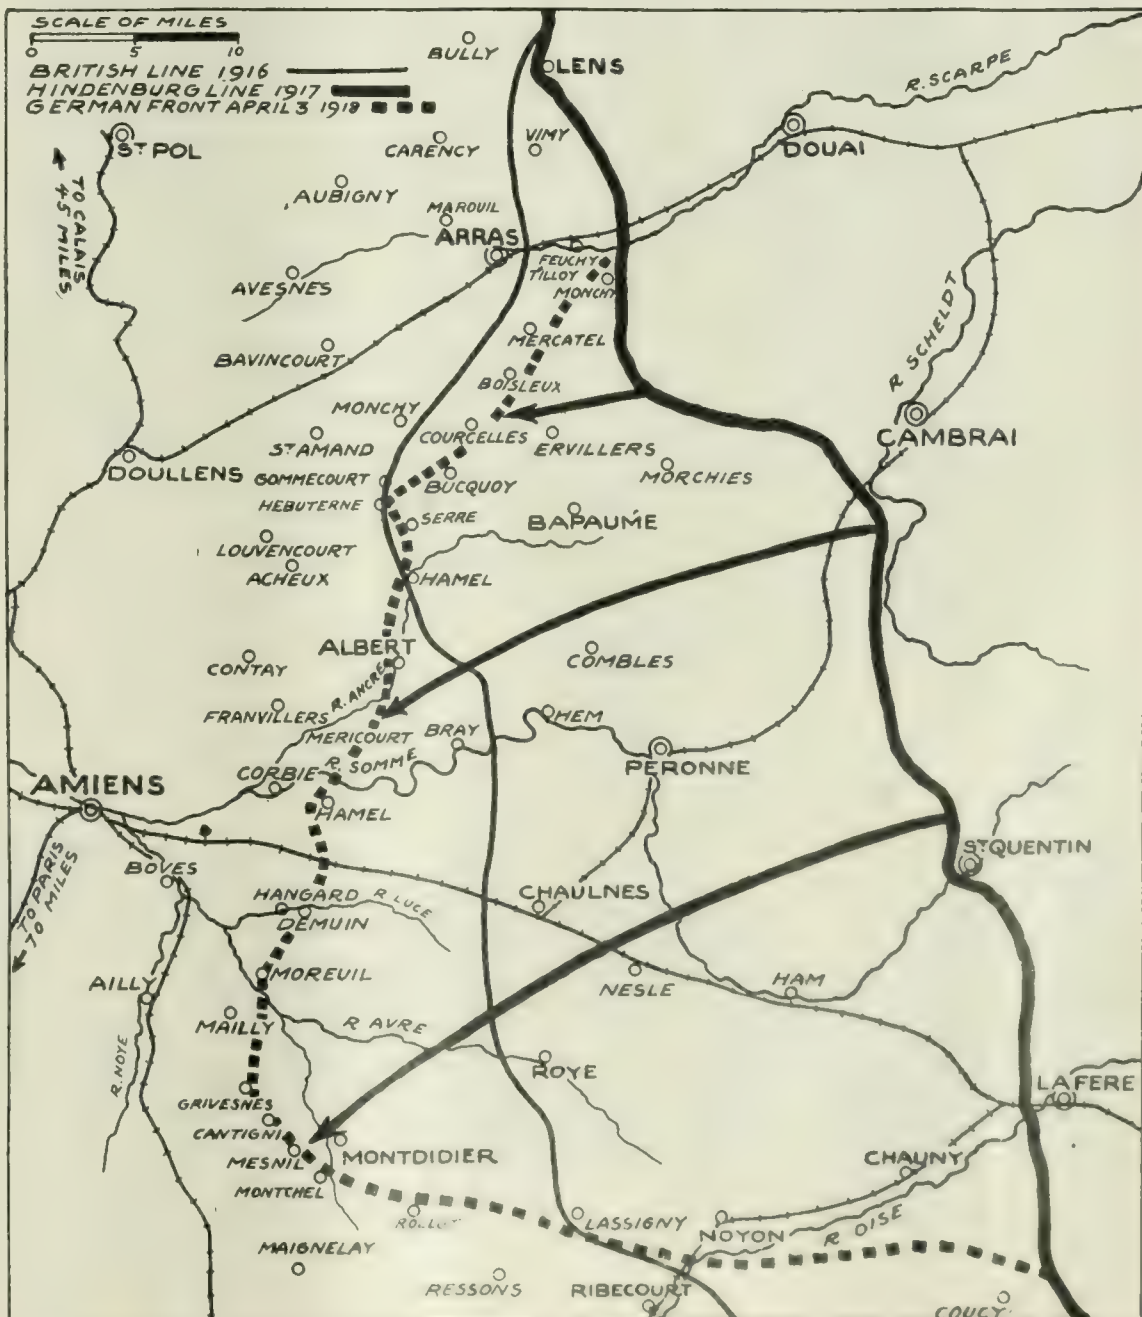 SCALE OF MILES
0 5 10
BRITISH LINE 1916
HINDENBURG LINE 1917
GERMAN FRONT APRIL 3 1918
BULLY
LENS
R. SCARPE
ST POL
CARENCY
VIMY
DOUAI
TO CALAIS
45 MILES
AUBIGNY
MAROUIL
ARRAS
FEUCHY
TILLOY
MONCHY
AVESNES
R SCHELDT
MERCATEL
BAVINCOURT
BOISLEUX
MONCHY
ST AMAND
COURCELLES
ERVILLERS
CAMBRAI
DOULLENS
GOMMECOURT
BUCQUOY
MORCHIES
HEBUTERNE
SERRE
BAPAUME
LOUVENCOURT
ACHEUX
HAMEL
ALBERT
COMBLES
CONTAY
R. ANCRE
FRANVILLERS
MERICOURT
BRAY
HEM
CORBIE
R. SOMME
PERONNE
AMIENS
HAMEL
ST QUENTIN
BOVES
TO PARIS
70 MILES
HANGARD
R LUCE
CHAULNES
DEMUIN
AILLY
MOREUIL
NESLE
HAM
MAILLY
R AVRE
R. NOYE
ROYE
LA FERE
GRIVESNES
CANTIGNI
MESNIL
MONTDIDIER
CHAUNY
MONTCHEL
ROLLOT
LASSIGNY
NOYON
R OISE
MAIGNELAY
RESSONS
RIBECOURT
COUCY